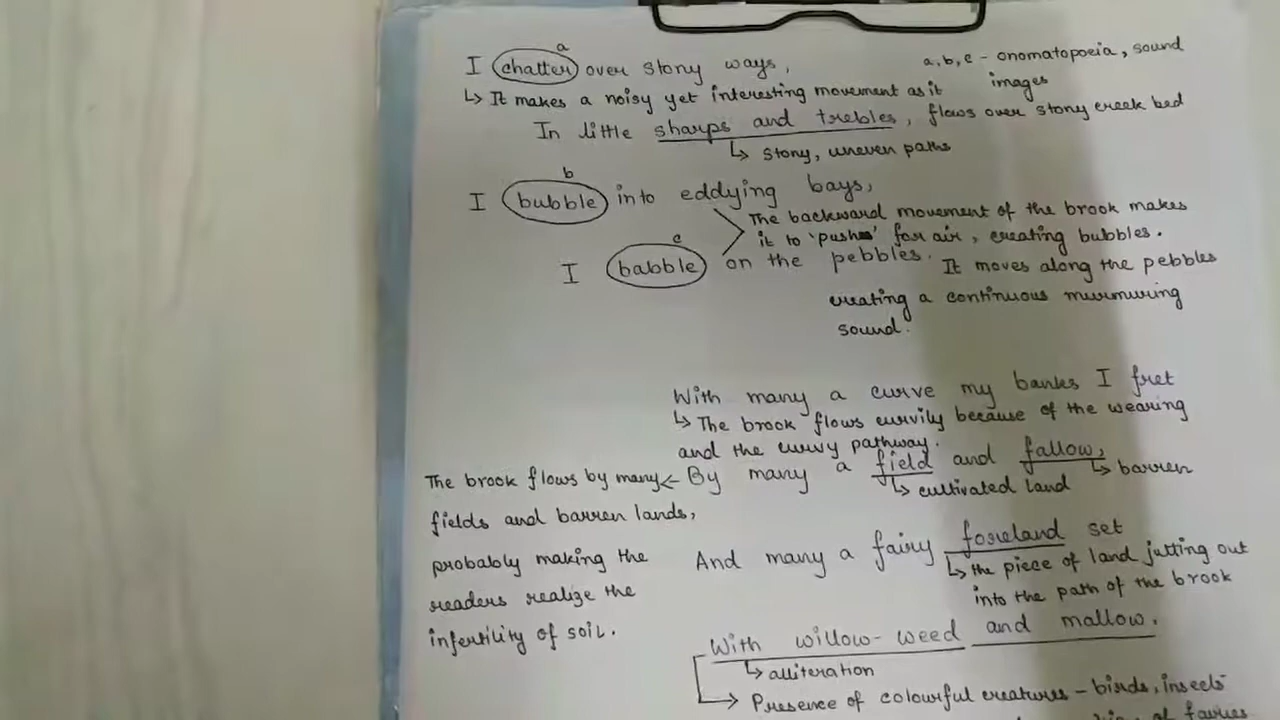 a
I chatter over stony ways,
a, b, c - onomatopoeia, sound images
↳ It makes a noisy yet interesting movement as it flows over stony creek bed
In little sharps and trebles,
↳ stony, uneven paths
b
I bubble into eddying bays,
The backward movement of the brook makes
it to 'push' for air, creating bubbles.
c
I babble on the pebbles.
It moves along the pebbles
creating a continuous murmuring
sound.
With many a curve my banks I fret
↳ The brook flows curvily because of the wearing
and the curvy pathway.
By many a field and fallow,
↳ cultivated land
↳ barren
The brook flows by many
fields and barren lands,
probably making the
readers realize the
infertility of soil.
And many a fairy foreland set
↳ the piece of land jutting out
into the path of the brook
With willow-weed and mallow.
↳ alliteration
→ Presence of colourful creatures - birds, insects
of fairies